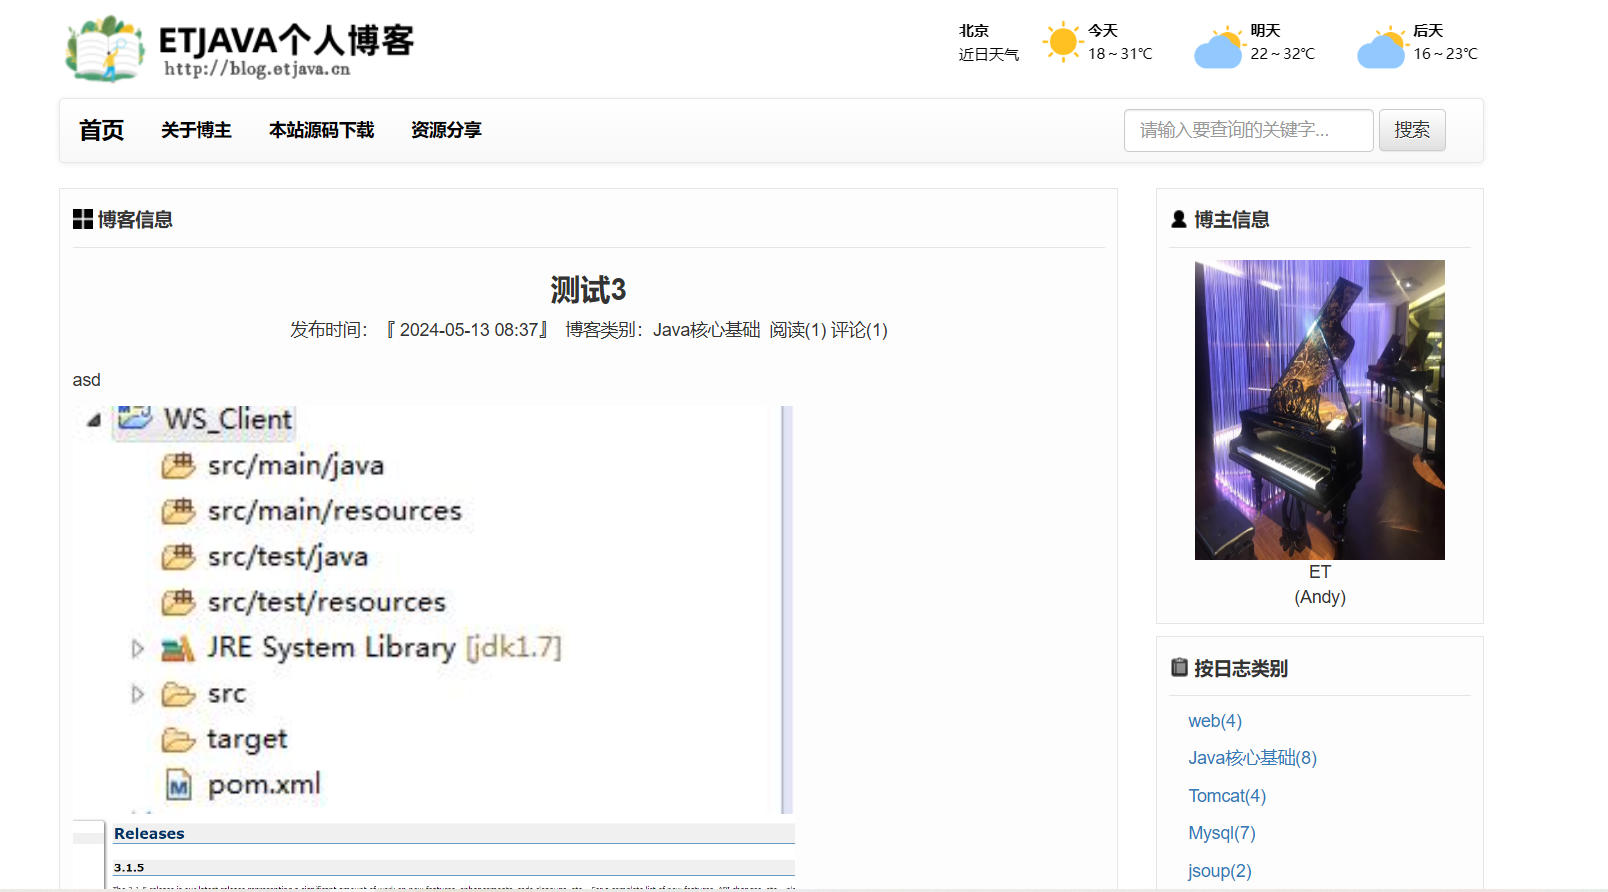 ETJAVA个人博客
http://blog.etjava.cn
北京
近日天气
今天
18～31℃
明天
22～32℃
后天
16～23℃
首页 关于博主 本站源码下载 资源分享
请输入要查询的关键字...
搜索
博客信息
测试3
发布时间：『 2024-05-13 08:37』 博客类别：Java核心基础 阅读(1) 评论(1)
asd
WS_Client
src/main/java
src/main/resources
src/test/java
src/test/resources
JRE System Library [jdk1.7]
src
target
pom.xml
Releases
3.1.5
博主信息
ET
(Andy)
按日志类别
web(4)
Java核心基础(8)
Tomcat(4)
Mysql(7)
jsoup(2)